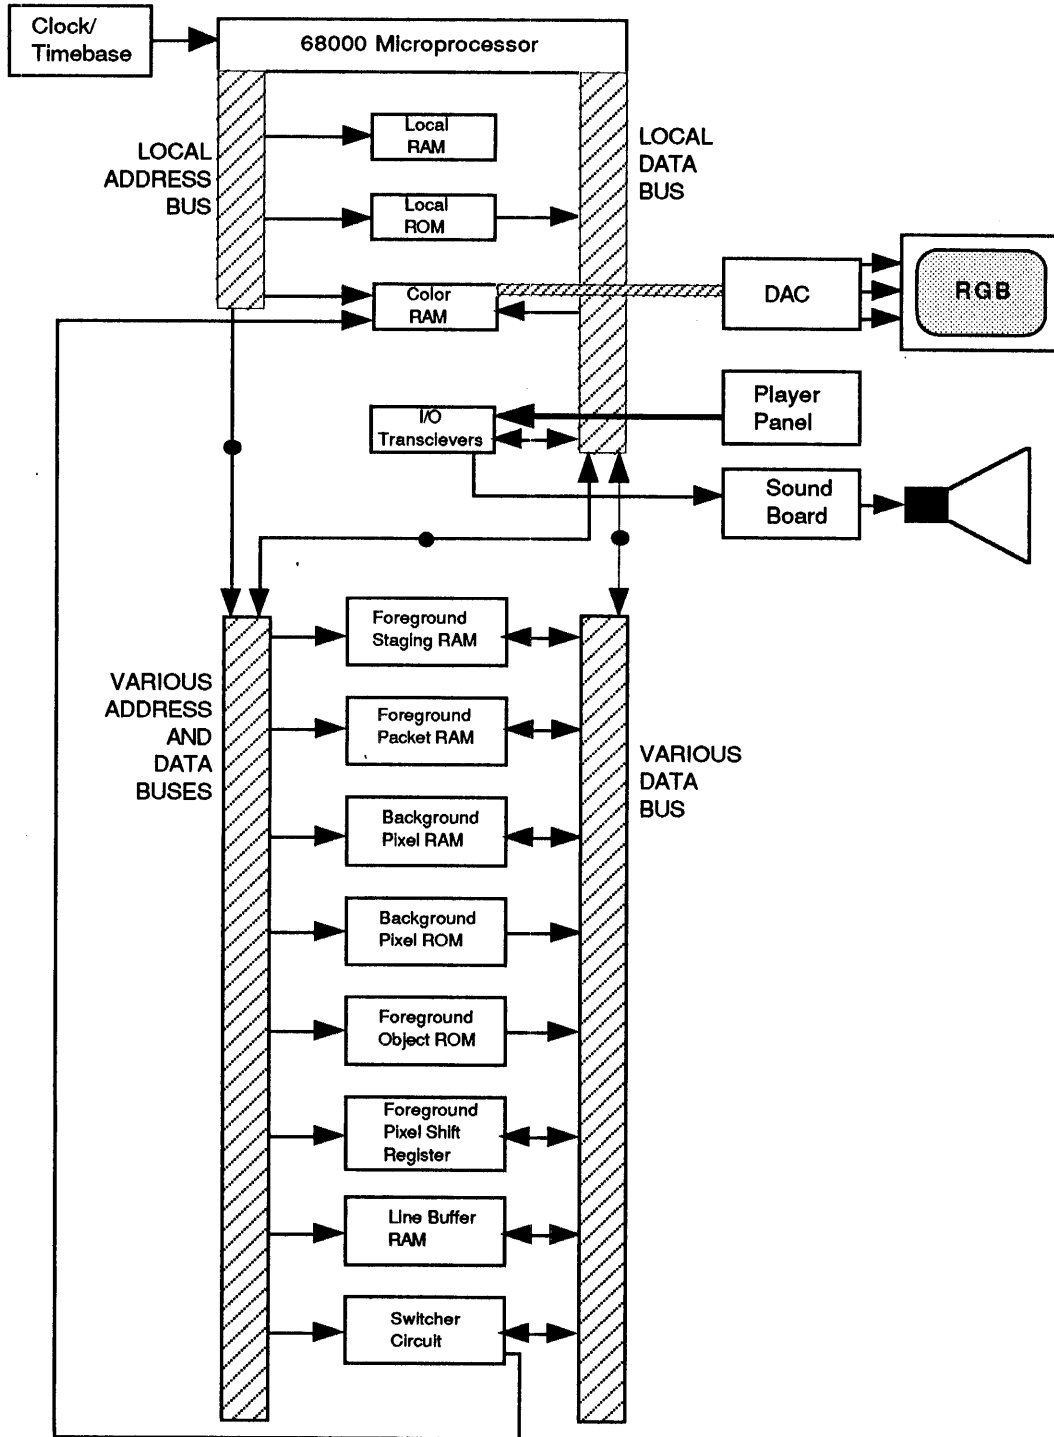 Clock/
Timebase
68000 Microprocessor
LOCAL
ADDRESS
BUS
Local
RAM
LOCAL
DATA
BUS
Local
ROM
Color
RAM
DAC
RGB
I/O
Transcievers
Player
Panel
Sound
Board
VARIOUS
ADDRESS
AND
DATA
BUSES
Foreground
Staging RAM
Foreground
Packet RAM
VARIOUS
DATA
BUS
Background
Pixel RAM
Background
Pixel ROM
Foreground
Object ROM
Foreground
Pixel Shift
Register
Line Buffer
RAM
Switcher
Circuit